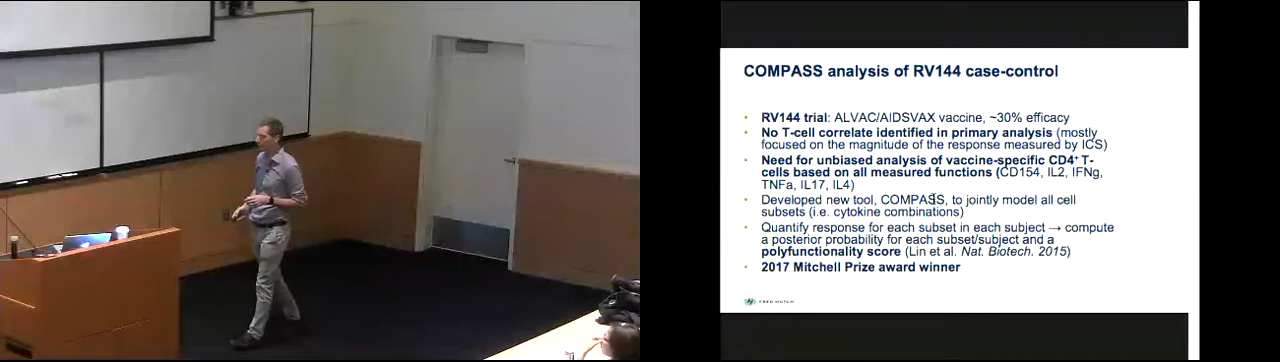 COMPASS analysis of RV144 case-control
RV144 trial: ALVAC/AIDSVAX vaccine, ~30% efficacy
No T-cell correlate identified in primary analysis (mostly
focused on the magnitude of the response measured by ICS)
Need for unbiased analysis of vaccine-specific CD4+ T-
cells based on all measured functions (CD154, IL2, IFNg,
TNFa, IL17, IL4)
Developed new tool, COMPASS, to jointly model all cell
subsets (i.e. cytokine combinations)
Quantify response for each subset in each subject → compute
a posterior probability for each subset/subject and a
polyfunctionality score (Lin et al. Nat. Biotech. 2015)
2017 Mitchell Prize award winner
FRED HUTCH